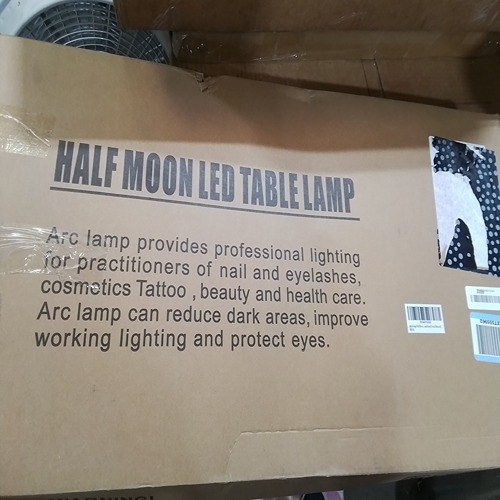 HALF MOON LED TABLE LAMP
Arc lamp provides professional lighting
for practitioners of nail and eyelashes,
cosmetics Tattoo , beauty and health care.
Arc lamp can reduce dark areas, improve
working lighting and protect eyes.